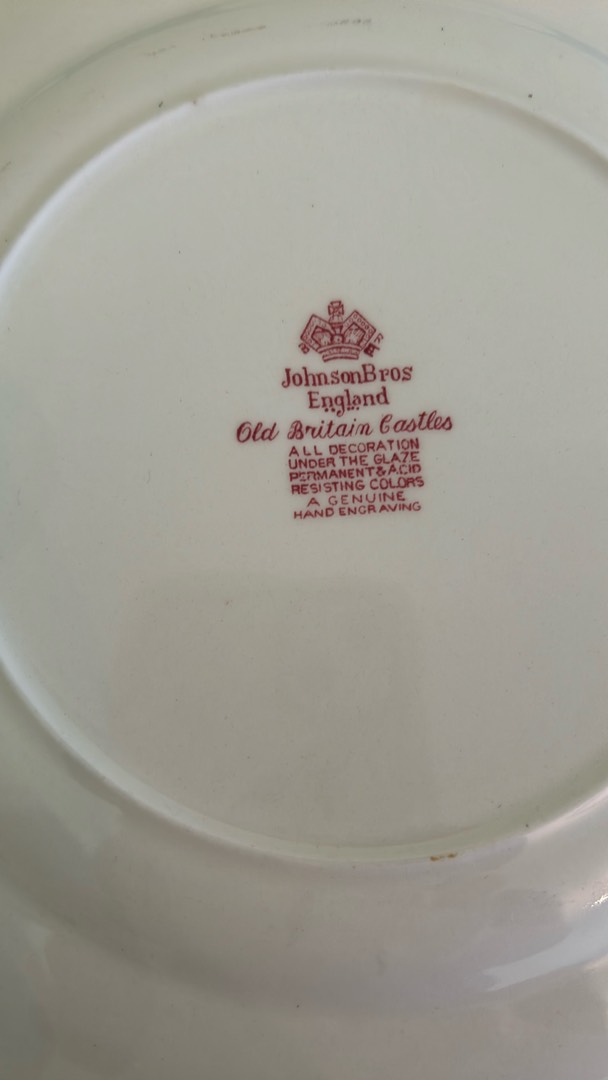 JohnsonBros
England
Old Britain Castles
ALL DECORATION
UNDER THE GLAZE
PERMANENT & ACID
RESISTING COLORS
A GENUINE
HAND ENGRAVING